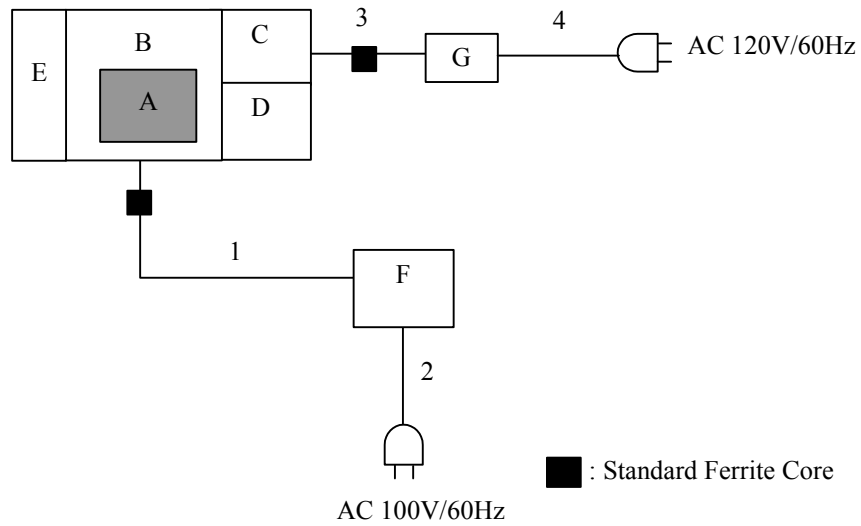 3
4
C
B
AC 120V/60Hz
E
G
A
D
1
F
2
: Standard Ferrite Core
AC 100V/60Hz